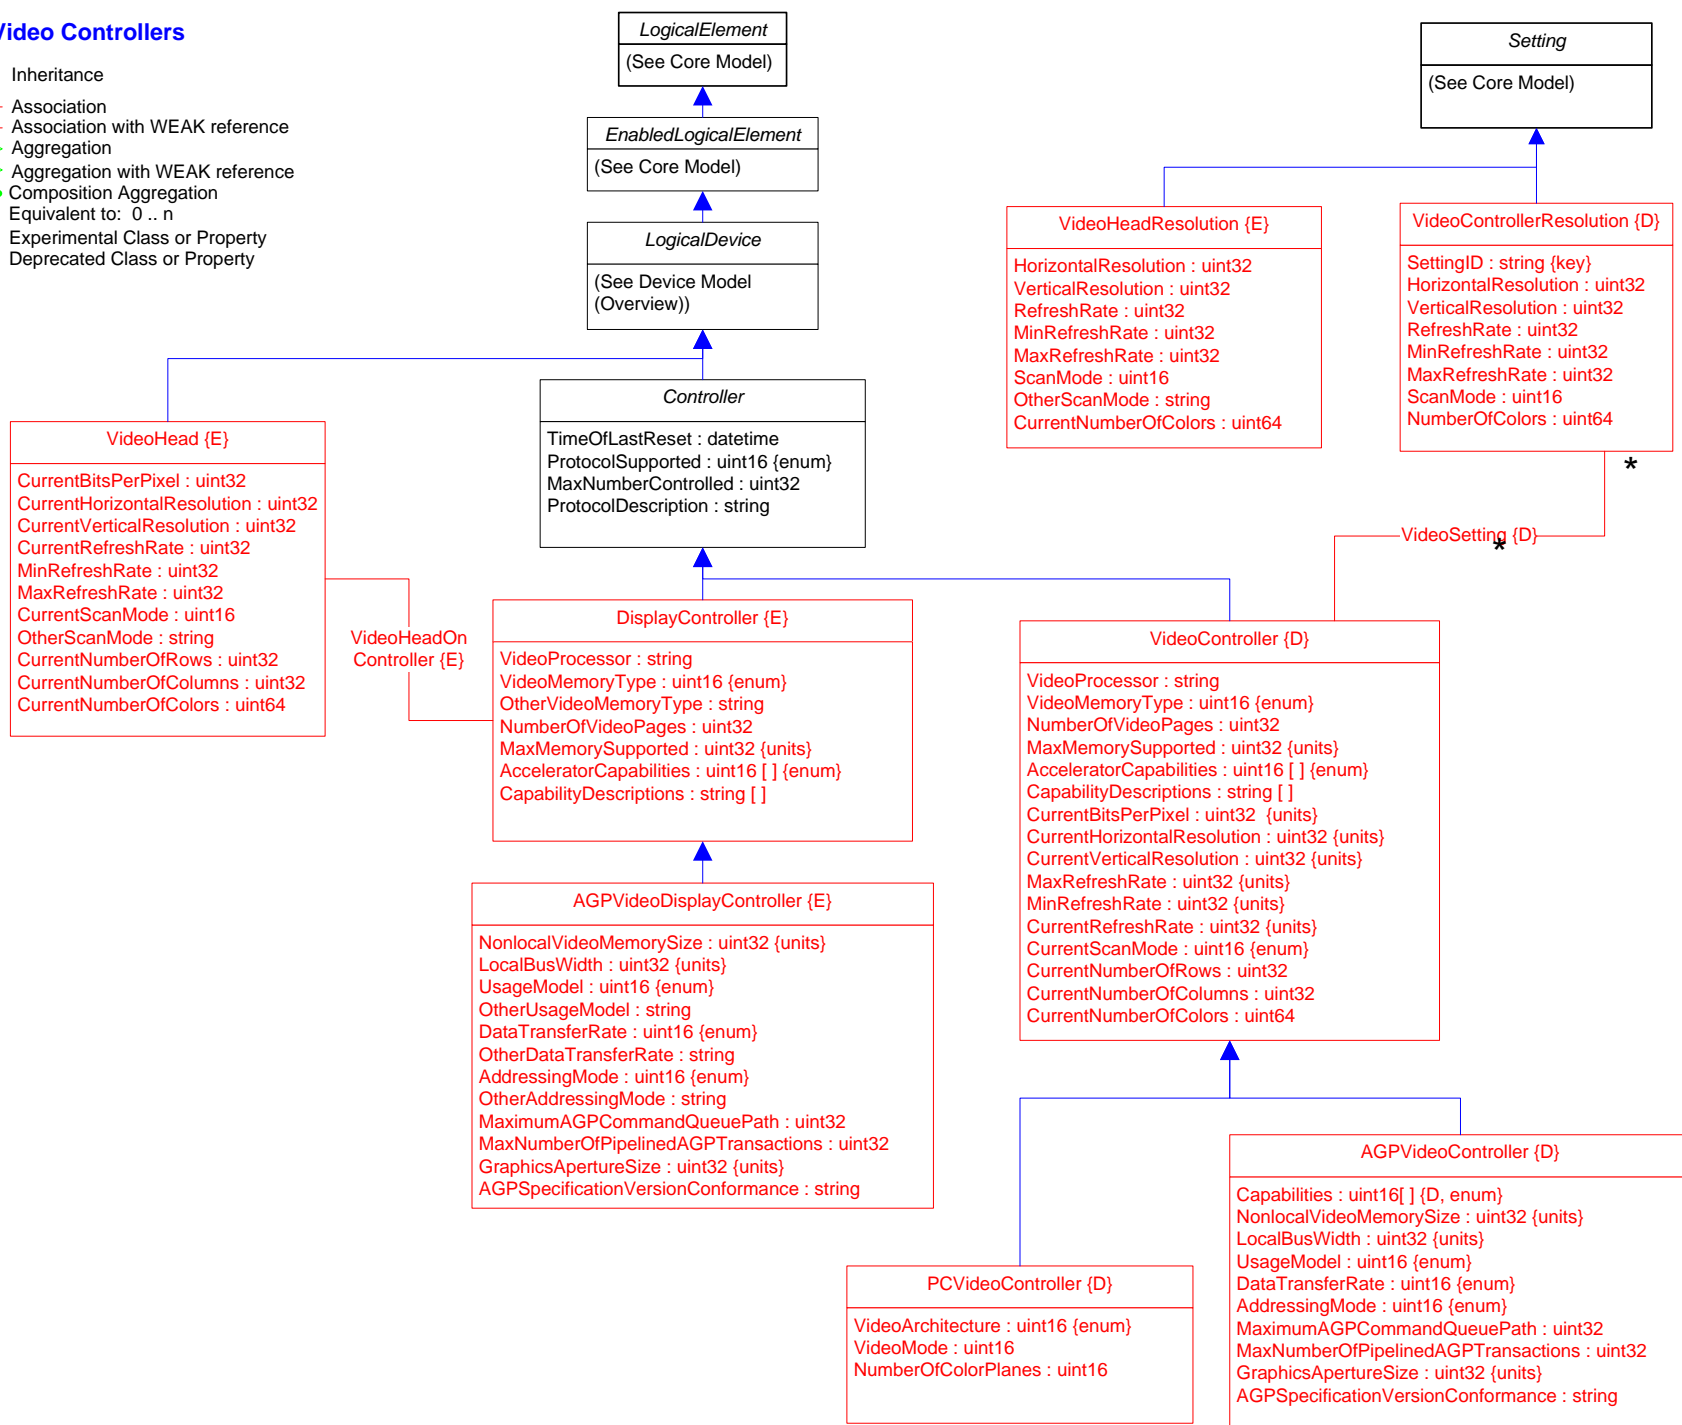 Video Controllers
Inheritance
Association
Association with WEAK reference
Aggregation
Aggregation with WEAK reference
Composition Aggregation
Equivalent to: 0 .. n
Experimental Class or Property
Deprecated Class or Property
LogicalElement
(See Core Model)
EnabledLogicalElement
(See Core Model)
LogicalDevice
(See Device Model
(Overview))
Setting
(See Core Model)
VideoHeadResolution {E}
HorizontalResolution : uint32
VerticalResolution : uint32
RefreshRate : uint32
MinRefreshRate : uint32
MaxRefreshRate : uint32
ScanMode : uint16
OtherScanMode : string
CurrentNumberOfColors : uint64
VideoControllerResolution {D}
SettingID : string {key}
HorizontalResolution : uint32
VerticalResolution : uint32
RefreshRate : uint32
MinRefreshRate : uint32
MaxRefreshRate : uint32
ScanMode : uint16
NumberOfColors : uint64
*
VideoSetting {D}
*
Controller
TimeOfLastReset : datetime
ProtocolSupported : uint16 {enum}
MaxNumberControlled : uint32
ProtocolDescription : string
VideoHead {E}
CurrentBitsPerPixel : uint32
CurrentHorizontalResolution : uint32
CurrentVerticalResolution : uint32
CurrentRefreshRate : uint32
MinRefreshRate : uint32
MaxRefreshRate : uint32
CurrentScanMode : uint16
OtherScanMode : string
CurrentNumberOfRows : uint32
CurrentNumberOfColumns : uint32
CurrentNumberOfColors : uint64
VideoHeadOn
Controller {E}
DisplayController {E}
VideoProcessor : string
VideoMemoryType : uint16 {enum}
OtherVideoMemoryType : string
NumberOfVideoPages : uint32
MaxMemorySupported : uint32 {units}
AcceleratorCapabilities : uint16 [ ] {enum}
CapabilityDescriptions : string [ ]
VideoController {D}
VideoProcessor : string
VideoMemoryType : uint16 {enum}
NumberOfVideoPages : uint32
MaxMemorySupported : uint32 {units}
AcceleratorCapabilities : uint16 [ ] {enum}
CapabilityDescriptions : string [ ]
CurrentBitsPerPixel : uint32 {units}
CurrentHorizontalResolution : uint32 {units}
CurrentVerticalResolution : uint32 {units}
MaxRefreshRate : uint32 {units}
MinRefreshRate : uint32 {units}
CurrentRefreshRate : uint32 {units}
CurrentScanMode : uint16 {enum}
CurrentNumberOfRows : uint32
CurrentNumberOfColumns : uint32
CurrentNumberOfColors : uint64
AGPVideoDisplayController {E}
NonlocalVideoMemorySize : uint32 {units}
LocalBusWidth : uint32 {units}
UsageModel : uint16 {enum}
OtherUsageModel : string
DataTransferRate : uint16 {enum}
OtherDataTransferRate : string
AddressingMode : uint16 {enum}
OtherAddressingMode : string
MaximumAGPCommandQueuePath : uint32
MaxNumberOfPipelinedAGPTransactions : uint32
GraphicsApertureSize : uint32 {units}
AGPSpecificationVersionConformance : string
PCVideoController {D}
VideoArchitecture : uint16 {enum}
VideoMode : uint16
NumberOfColorPlanes : uint16
AGPVideoController {D}
Capabilities : uint16[ ] {D, enum}
NonlocalVideoMemorySize : uint32 {units}
LocalBusWidth : uint32 {units}
UsageModel : uint16 {enum}
DataTransferRate : uint16 {enum}
AddressingMode : uint16 {enum}
MaximumAGPCommandQueuePath : uint32
MaxNumberOfPipelinedAGPTransactions : uint32
GraphicsApertureSize : uint32 {units}
AGPSpecificationVersionConformance : string